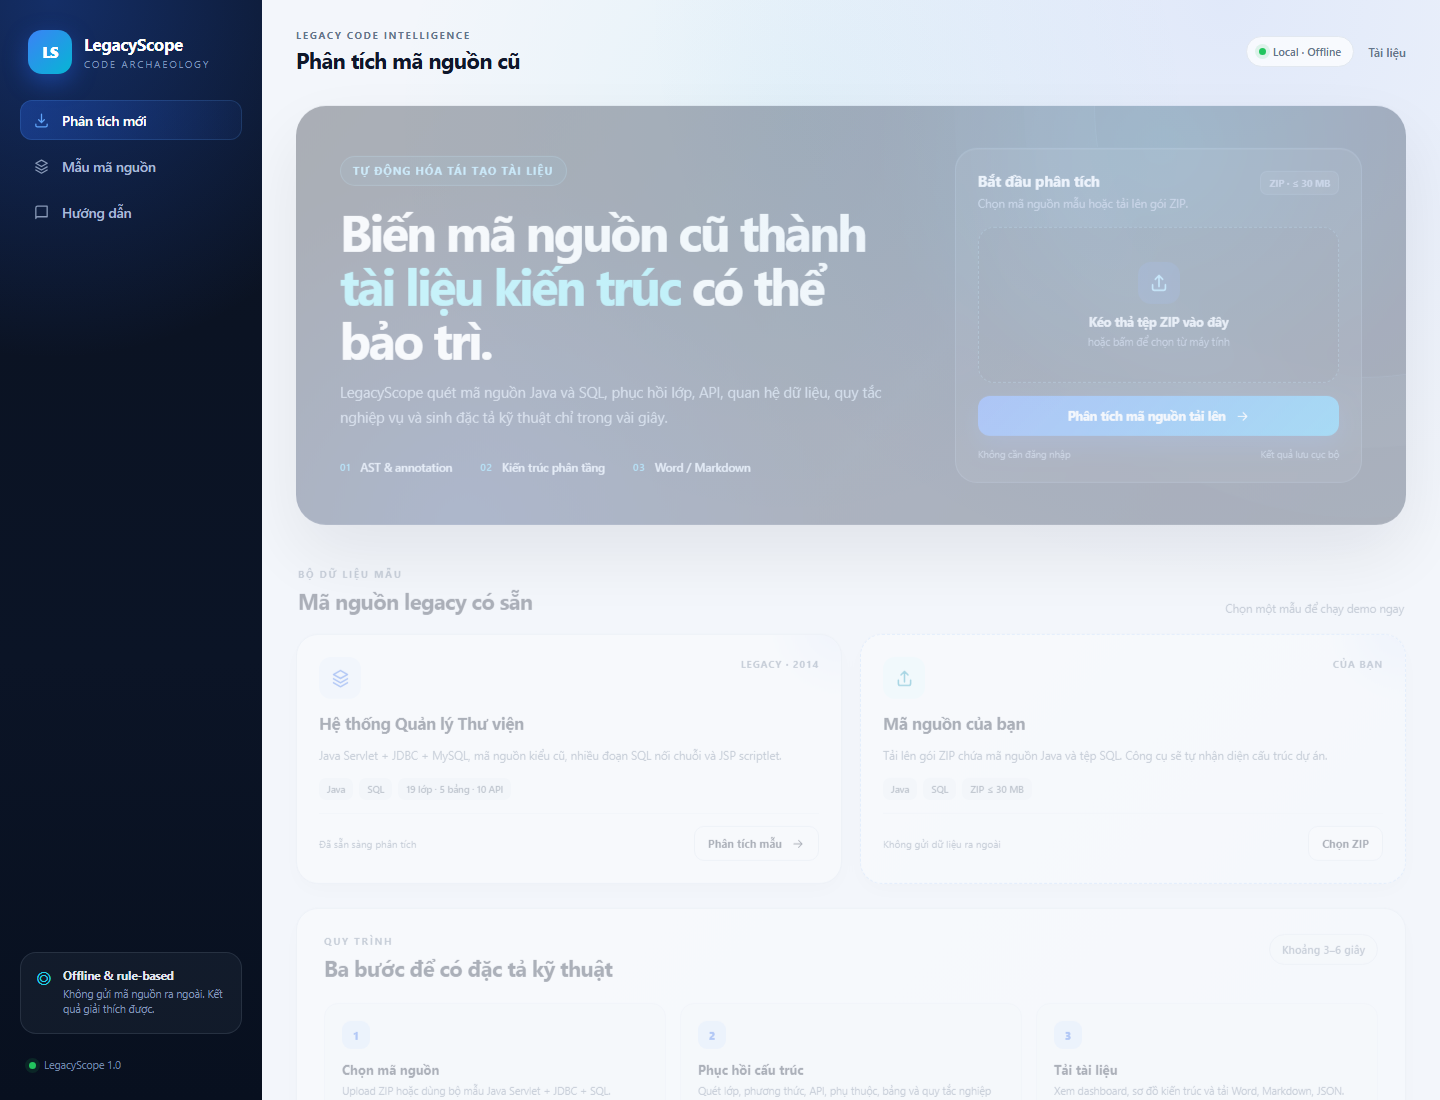 LS
LegacyScope
CODE ARCHAEOLOGY
Phân tích mới
Mẫu mã nguồn
Hướng dẫn
Offline & rule-based
Không gửi mã nguồn ra ngoài. Kết
quả giải thích được.
LegacyScope 1.0
LEGACY CODE INTELLIGENCE
Phân tích mã nguồn cũ
Local · Offline
Tài liệu
TỰ ĐỘNG HÓA TÁI TẠO TÀI LIỆU
Biến mã nguồn cũ thành
tài liệu kiến trúc có thể
bảo trì.
LegacyScope quét mã nguồn Java và SQL, phục hồi lớp, API, quan hệ dữ liệu, quy tắc
nghiệp vụ và sinh đặc tả kỹ thuật chỉ trong vài giây.
01 AST & annotation
02 Kiến trúc phân tầng
03 Word / Markdown
Bắt đầu phân tích
ZIP · ≤ 30 MB
Chọn mã nguồn mẫu hoặc tải lên gói ZIP.
Kéo thả tệp ZIP vào đây
hoặc bấm để chọn từ máy tính
Phân tích mã nguồn tải lên →
Không cần đăng nhập
Kết quả lưu cục bộ
BỘ DỮ LIỆU MẪU
Mã nguồn legacy có sẵn
Chọn một mẫu để chạy demo ngay
LEGACY · 2014
Hệ thống Quản lý Thư viện
Java Servlet + JDBC + MySQL, mã nguồn kiểu cũ, nhiều đoạn SQL nối chuỗi và JSP scriptlet.
Java
SQL
19 lớp · 5 bảng · 10 API
Đã sẵn sàng phân tích
Phân tích mẫu →
CỦA BẠN
Mã nguồn của bạn
Tải lên gói ZIP chứa mã nguồn Java và tệp SQL. Công cụ sẽ tự nhận diện cấu trúc dự án.
Java
SQL
ZIP ≤ 30 MB
Không gửi dữ liệu ra ngoài
Chọn ZIP
QUY TRÌNH
Ba bước để có đặc tả kỹ thuật
Khoảng 3–6 giây
1
Chọn mã nguồn
Upload ZIP hoặc dùng bộ mẫu Java Servlet + JDBC + SQL.
2
Phục hồi cấu trúc
Quét lớp, phương thức, API, phụ thuộc, bảng và quy tắc nghiệp
3
Tải tài liệu
Xem dashboard, sơ đồ kiến trúc và tải Word, Markdown, JSON.